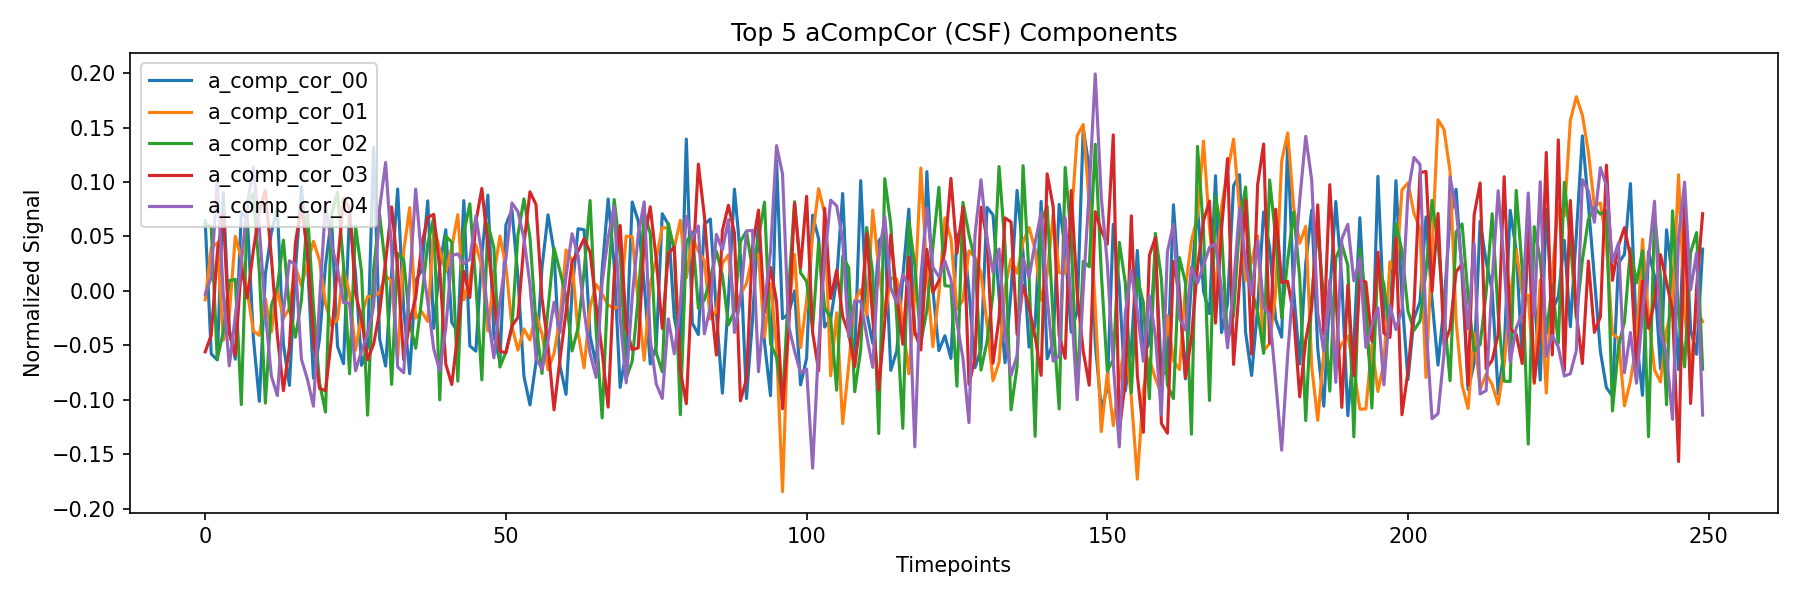 Top 5 aCompCor (CSF) Components
a_comp_cor_00
a_comp_cor_01
a_comp_cor_02
a_comp_cor_03
a_comp_cor_04
Normalized Signal
0.20
0.15
0.10
0.05
0.00
−0.05
−0.10
−0.15
−0.20
0 50 100 150 200 250
Timepoints